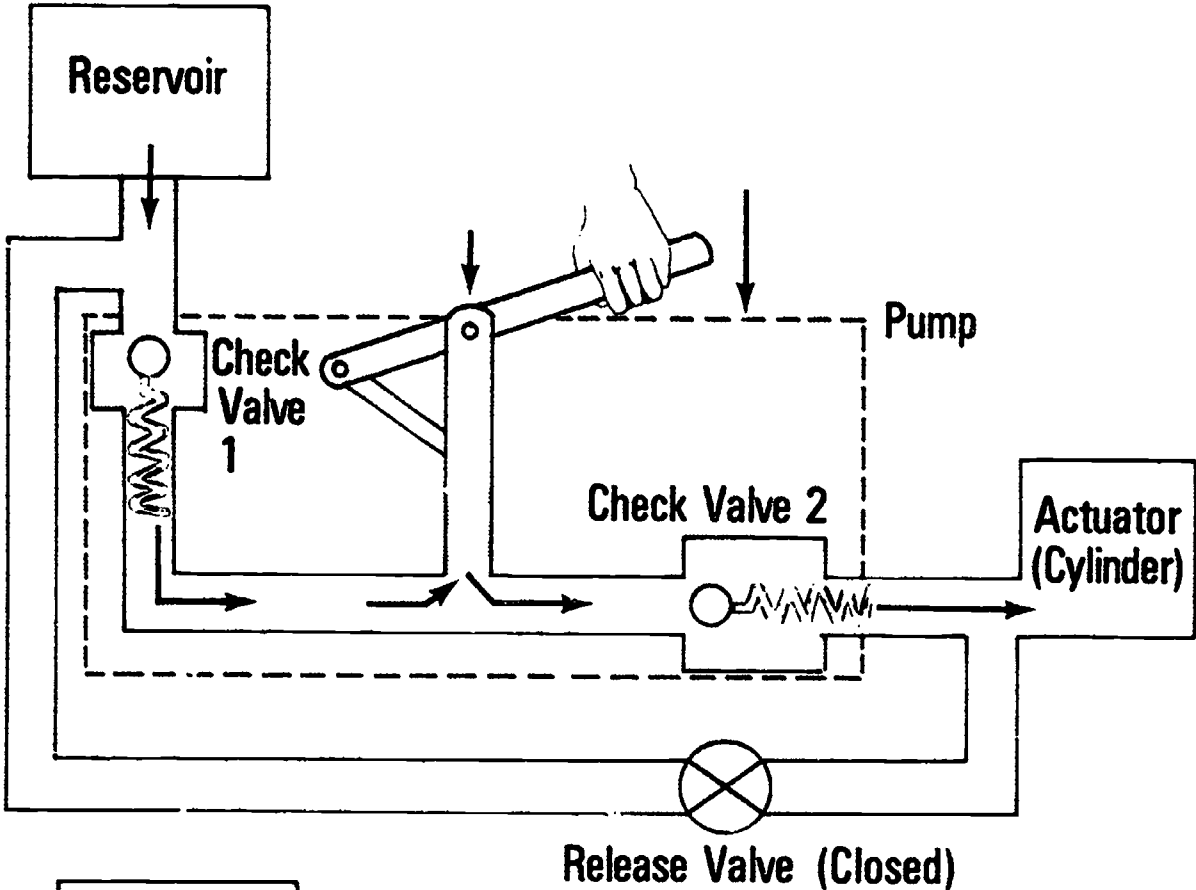 Reservoir
Pump
Check
Valve
1
Check Valve 2
Actuator
(Cylinder)
Release Valve (Closed)